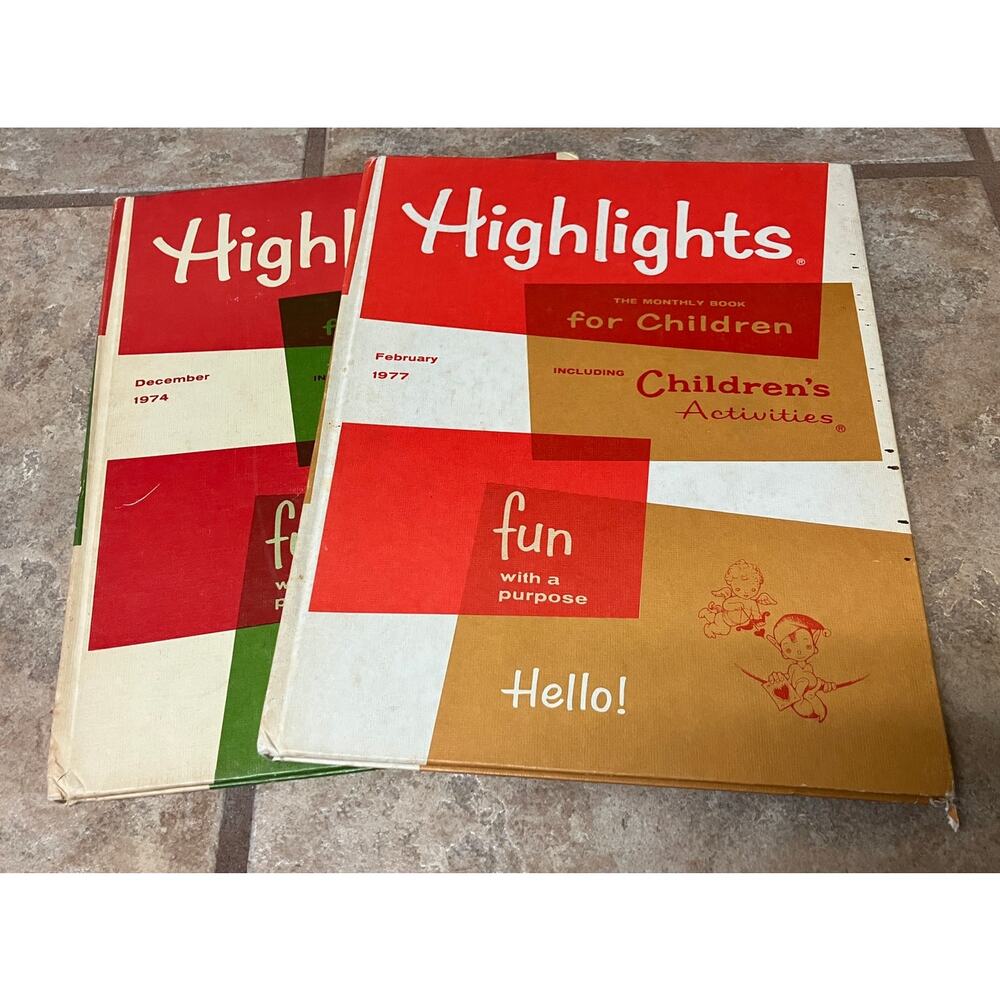 Highl
December
1974
Highlights®
THE MONTHLY BOOK
for Children
February
1977
INCLUDING Children's
Activities®
fun
with a
purpose
Hello!